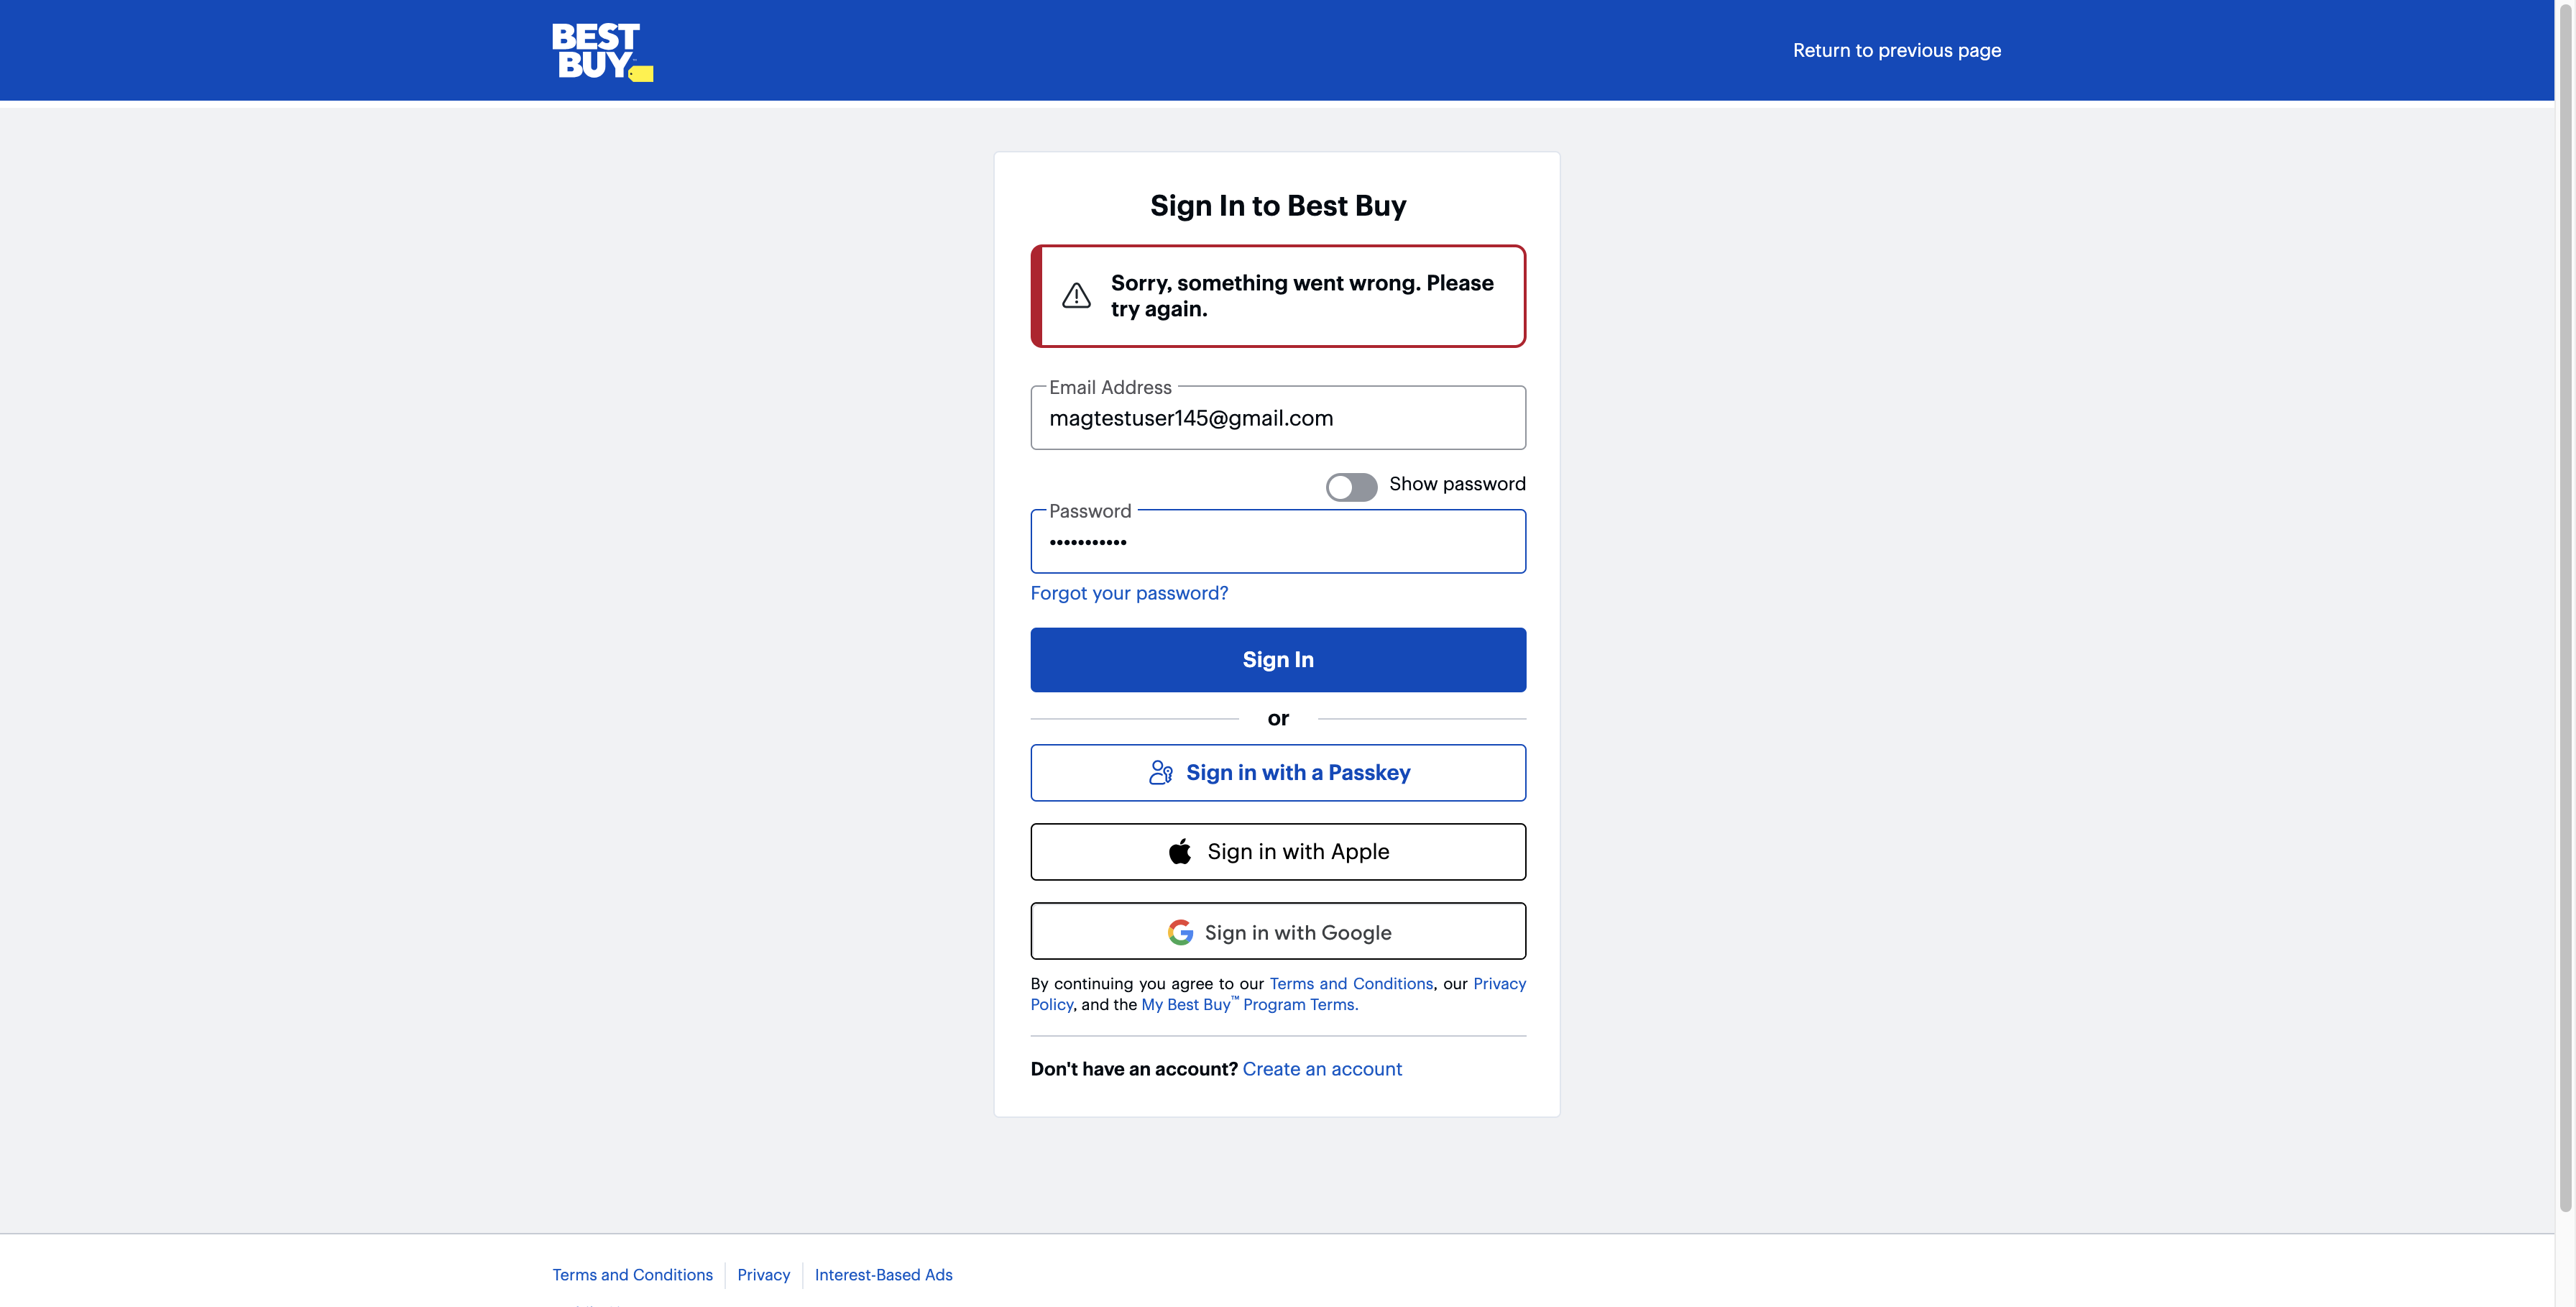 BEST
BUY
Return to previous page
Sign In to Best Buy
Sorry, something went wrong. Please
try again.
Email Address
magtestuser145@gmail.com
Show password
Password
•••••••••••
Forgot your password?
Sign In
or
Sign in with a Passkey
Sign in with Apple
Sign in with Google
By continuing you agree to our Terms and Conditions, our Privacy
Policy, and the My Best Buy™ Program Terms.
Don't have an account? Create an account
Terms and Conditions
Privacy
Interest-Based Ads